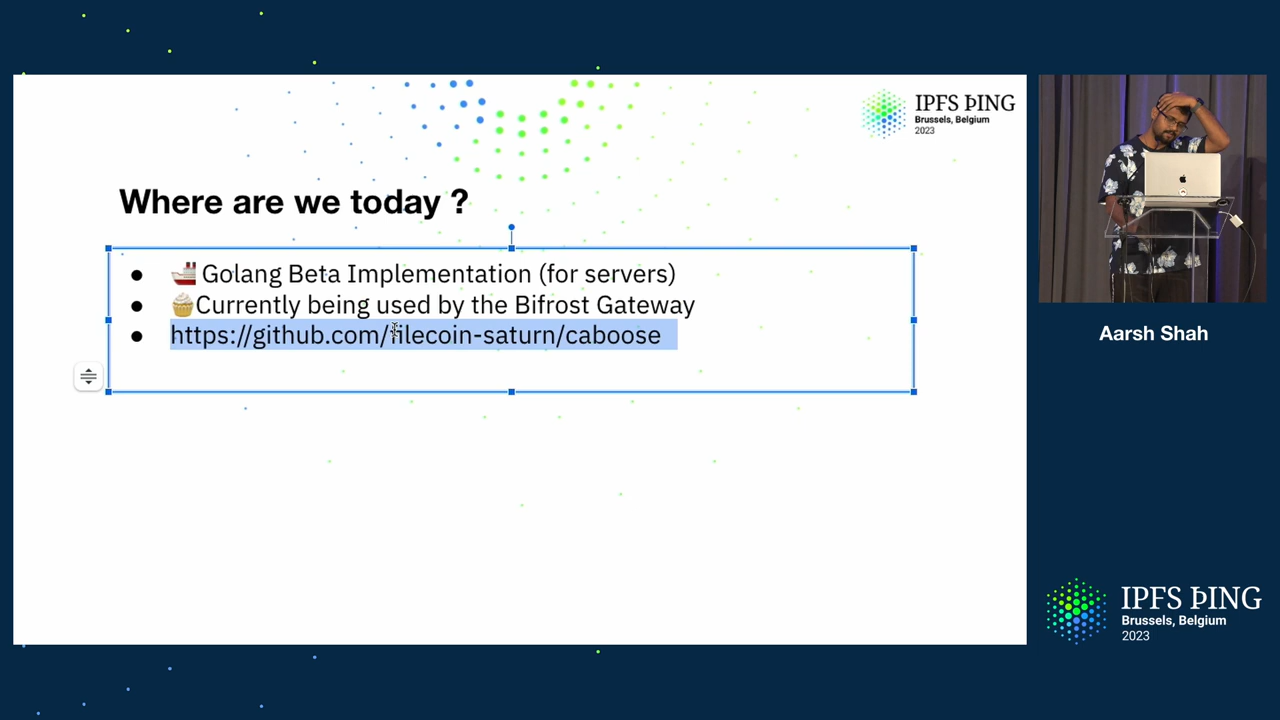 IPFS ÞING
Brussels, Belgium
2023
Where are we today ?
● 🚢 Golang Beta Implementation (for servers)
● 🧁Currently being used by the Bifrost Gateway
● https://github.com/filecoin-saturn/caboose
Aarsh Shah
IPFS ÞING
Brussels, Belgium
2023